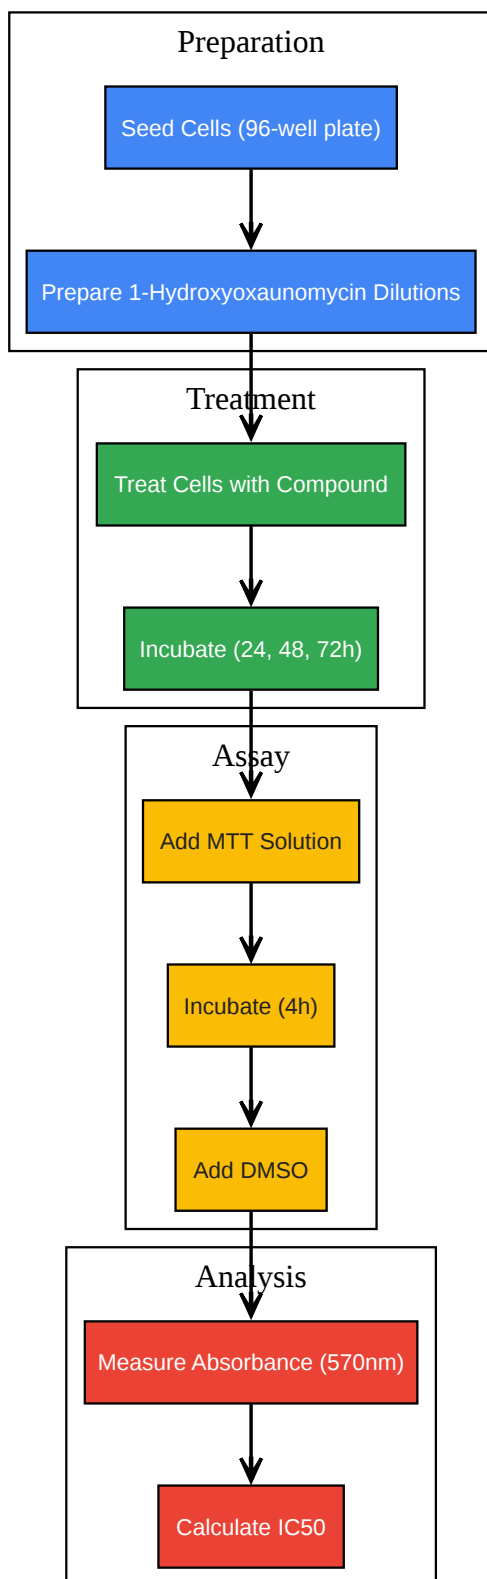 Preparation
Seed Cells (96-well plate)
Prepare 1-Hydroxyoxaunomycin Dilutions
Treatment
Treat Cells with Compound
Incubate (24, 48, 72h)
Assay
Add MTT Solution
Incubate (4h)
Add DMSO
Analysis
Measure Absorbance (570nm)
Calculate IC50